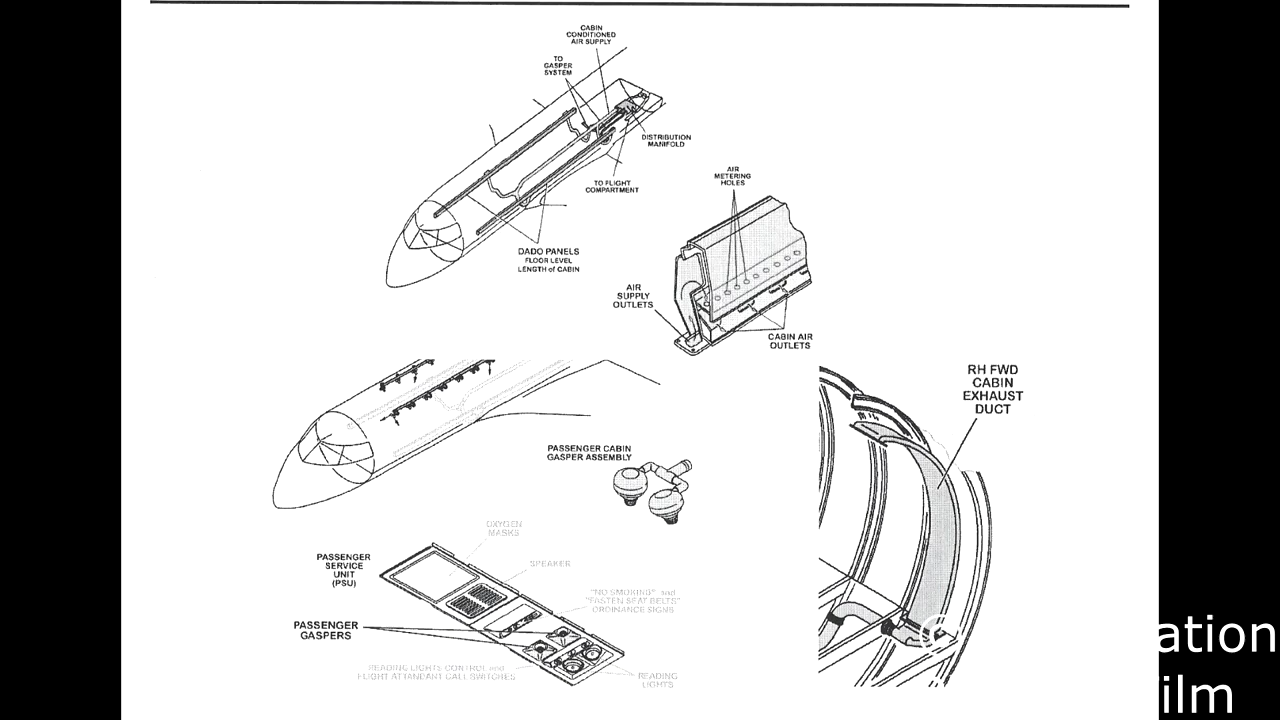 CABIN
CONDITIONED
AIR SUPPLY
TO
GASPER
SYSTEM
DISTRIBUTION
MANIFOLD
TO FLIGHT
COMPARTMENT
DADO PANELS
FLOOR LEVEL
LENGTH of CABIN
AIR
METERING
HOLES
AIR
SUPPLY
OUTLETS
CABIN AIR
OUTLETS
RH FWD
CABIN
EXHAUST
DUCT
PASSENGER CABIN
GASPER ASSEMBLY
OXYGEN
MASKS
PASSENGER
SERVICE
UNIT
(PSU)
SPEAKER
"NO SMOKING" and
"FASTEN SEAT BELTS"
ORDINANCE SIGNS
PASSENGER
GASPERS
READING LIGHTS CONTROL and
FLIGHT ATTANDANT CALL SWITCHES
READING
LIGHTS
ation
ilm